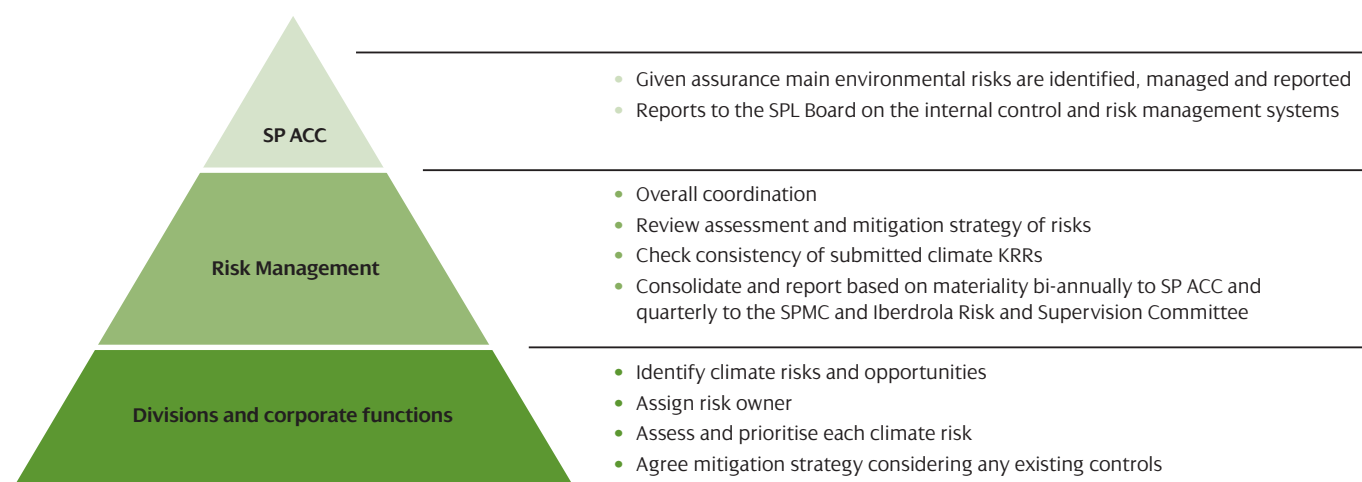 SP ACC
• Given assurance main environmental risks are identified, managed and reported
• Reports to the SPL Board on the internal control and risk management systems
Risk Management
• Overall coordination
• Review assessment and mitigation strategy of risks
• Check consistency of submitted climate KRRs
• Consolidate and report based on materiality bi-annually to SP ACC and
quarterly to the SPMC and Iberdrola Risk and Supervision Committee
Divisions and corporate functions
• Identify climate risks and opportunities
• Assign risk owner
• Assess and prioritise each climate risk
• Agree mitigation strategy considering any existing controls